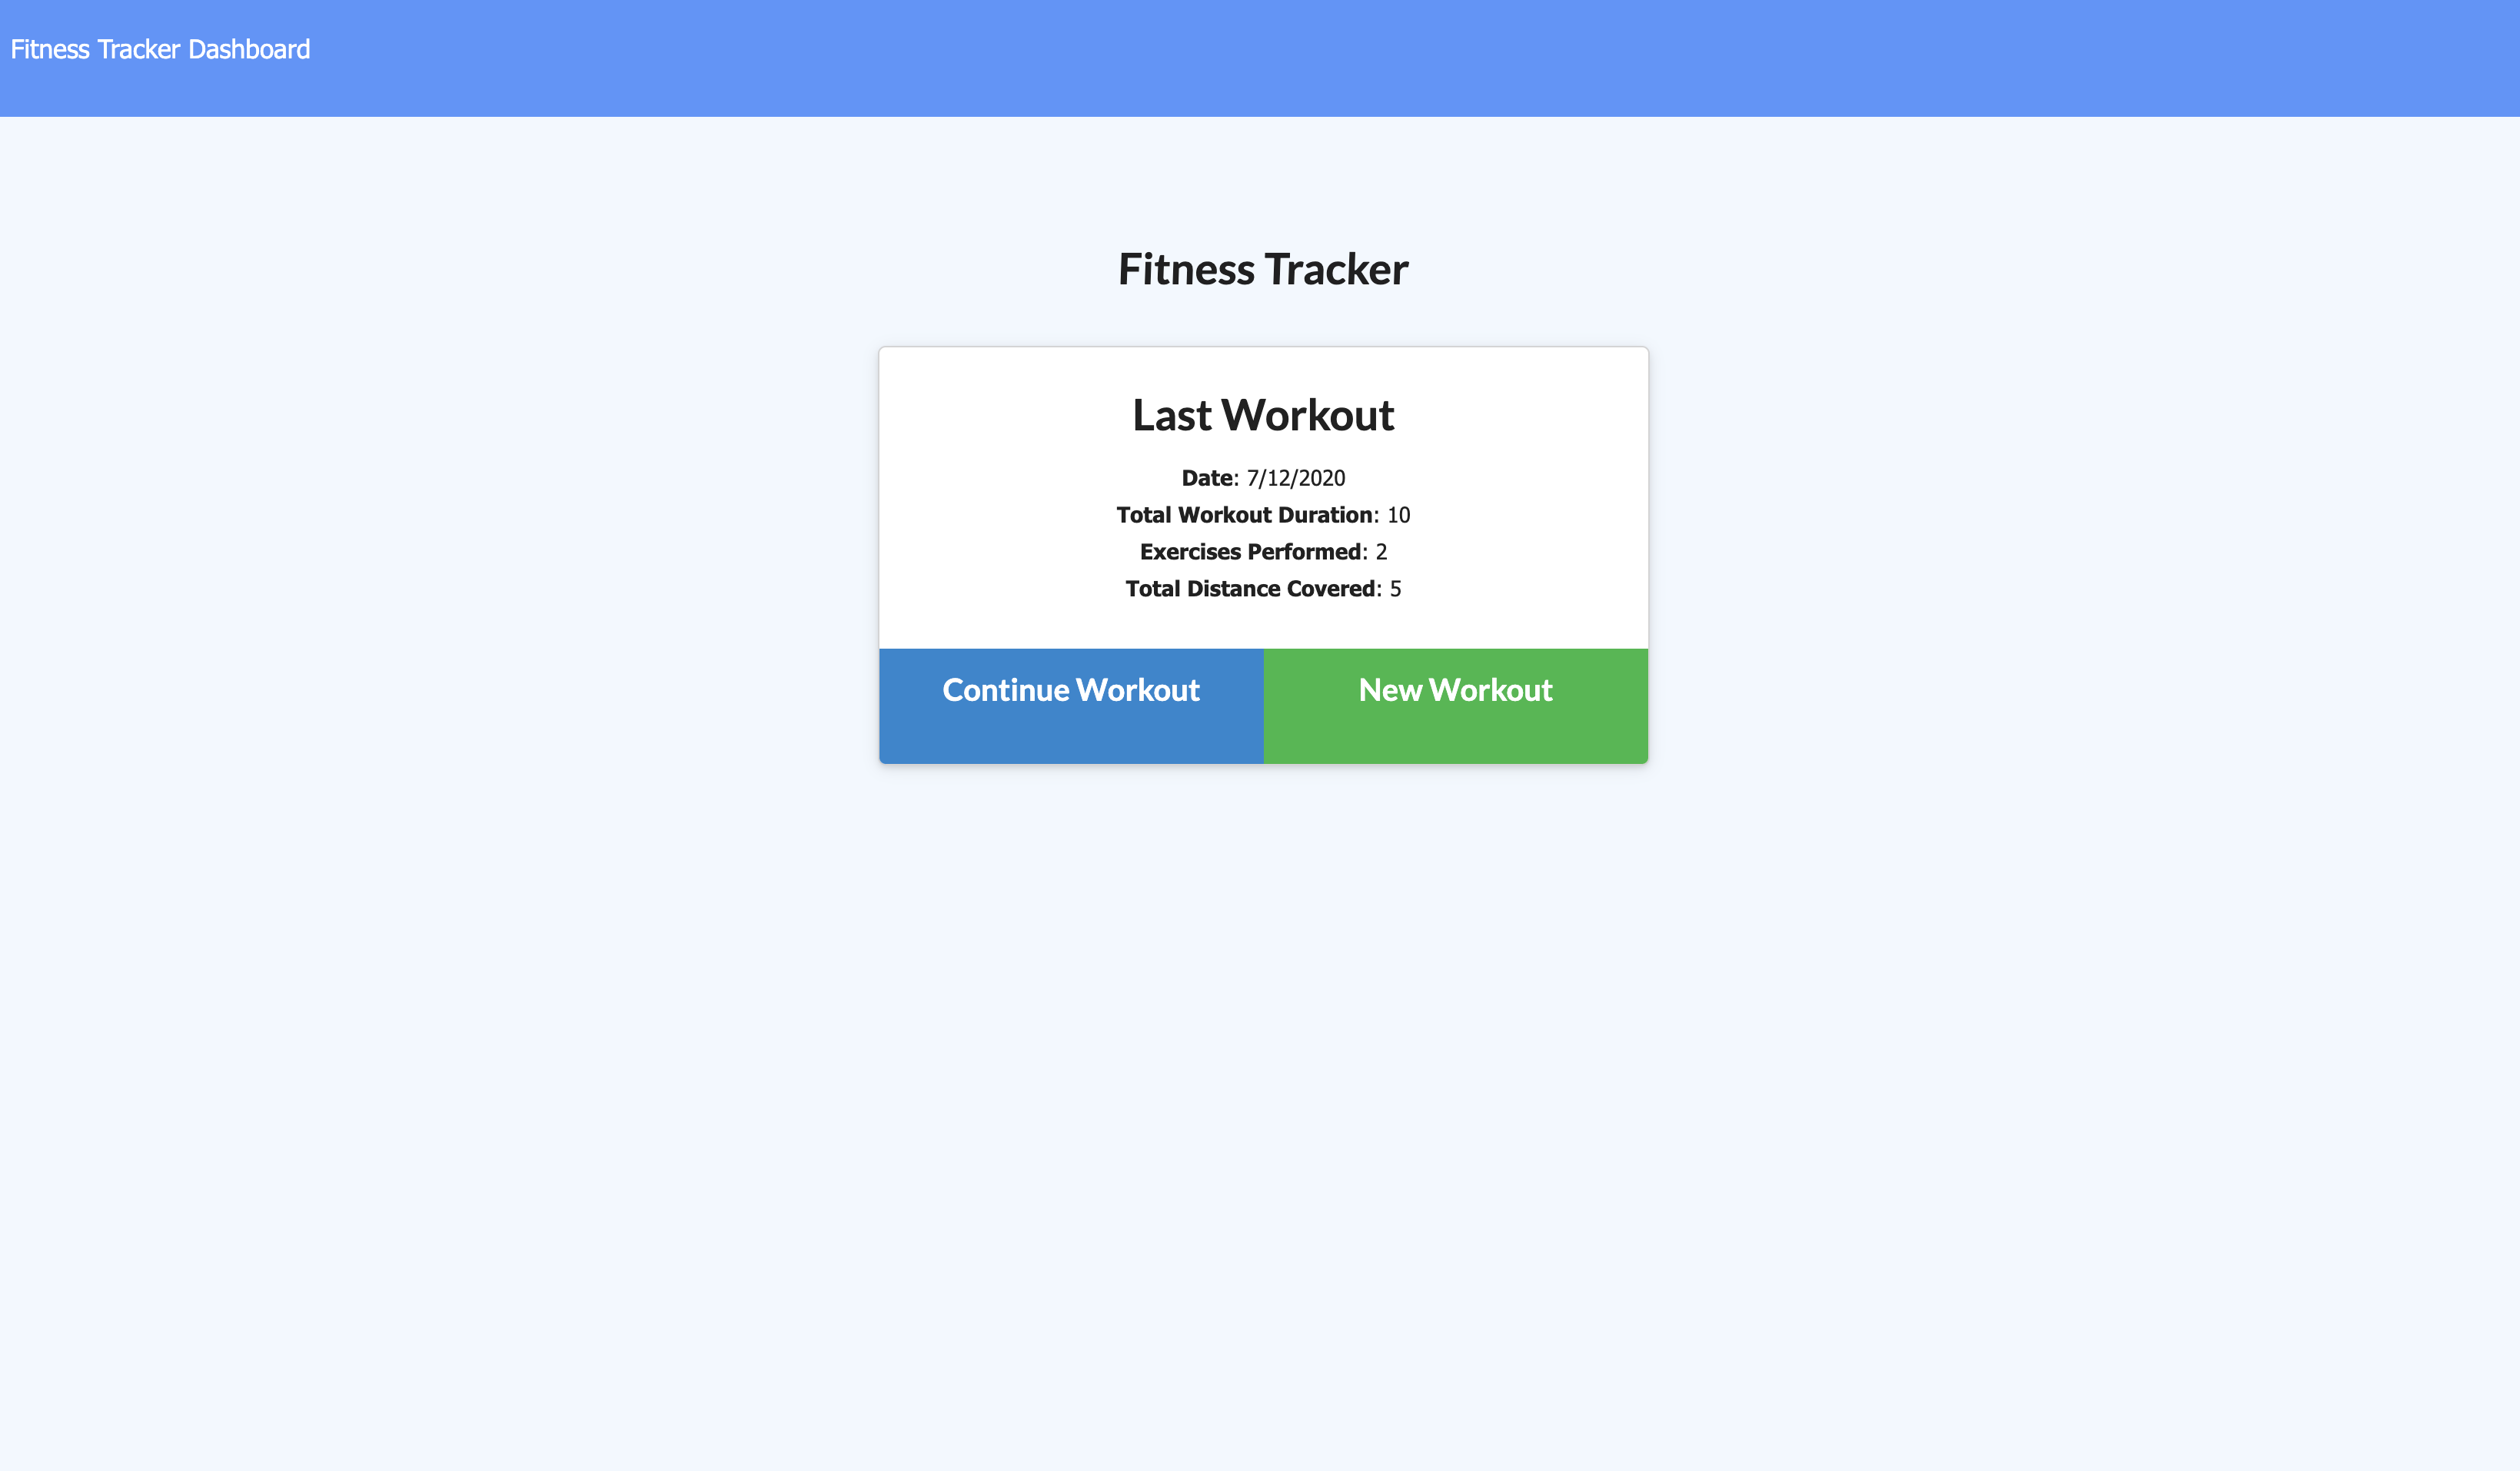 Fitness Tracker Dashboard
Fitness Tracker
Last Workout
Date: 7/12/2020
Total Workout Duration: 10
Exercises Performed: 2
Total Distance Covered: 5
Continue Workout
New Workout